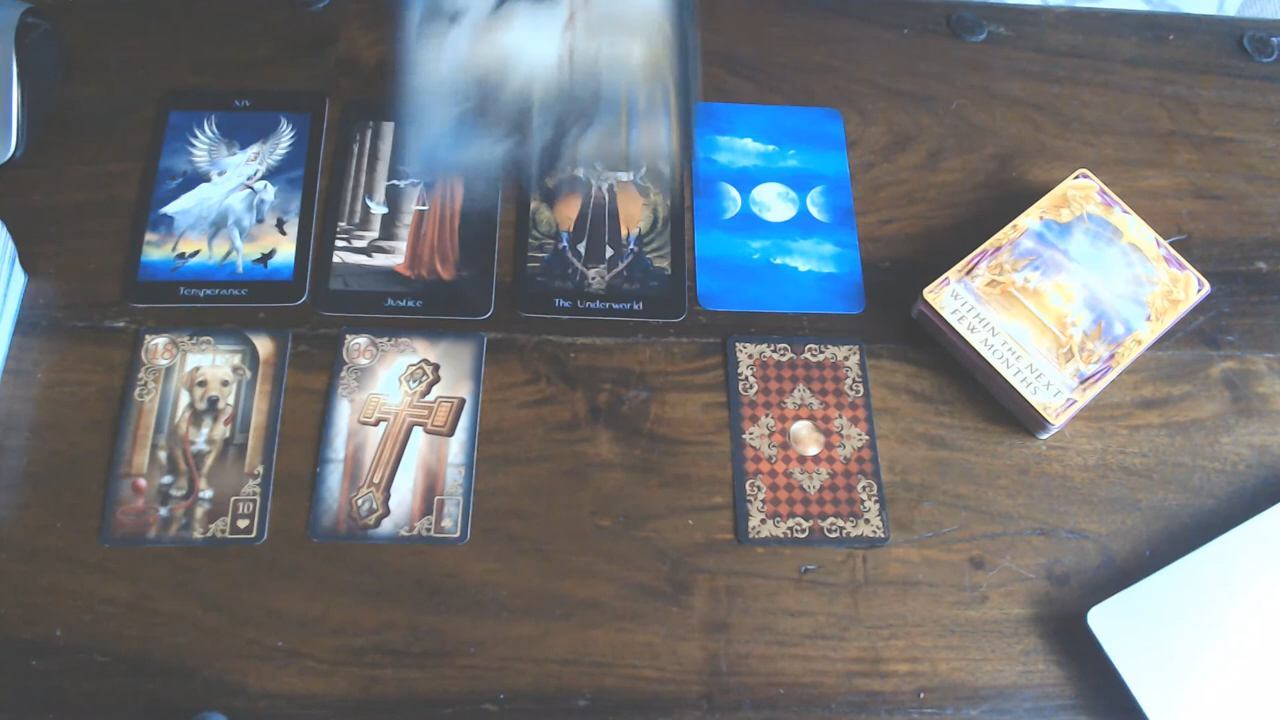 XIV
Temperance
Justice
The Underworld
WITHIN THE NEXT
FEW MONTHS
18
10
36